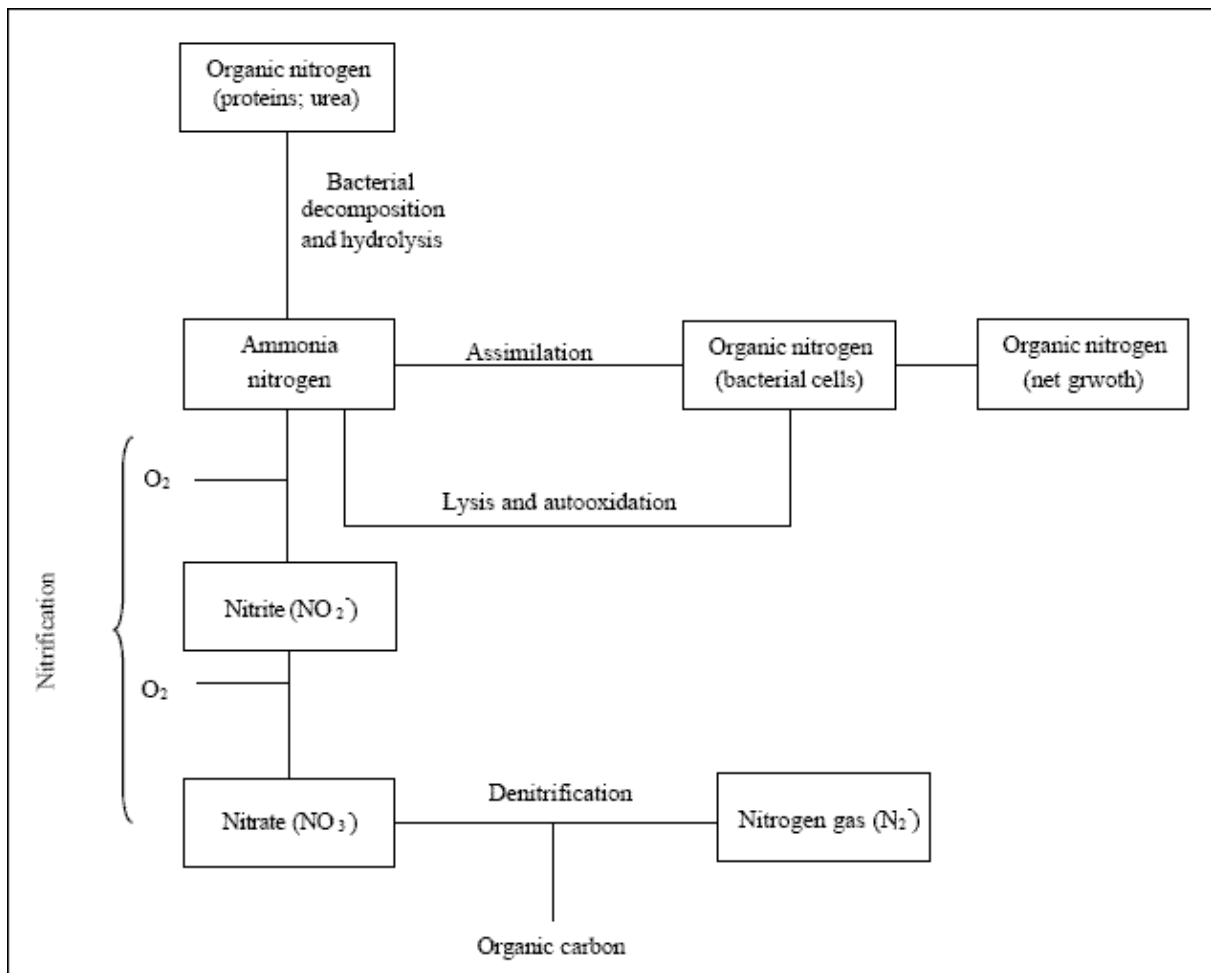 Organic nitrogen
(proteins; urea)
Bacterial
decomposition
and hydrolysis
Ammonia
nitrogen
Assimilation
Organic nitrogen
(bacterial cells)
Organic nitrogen
(net grwoth)
O₂
Lysis and autooxidation
Nitrification
Nitrite (NO₂⁻)
O₂
Nitrate (NO₃⁻)
Denitrification
Nitrogen gas (N₂⁻)
Organic carbon